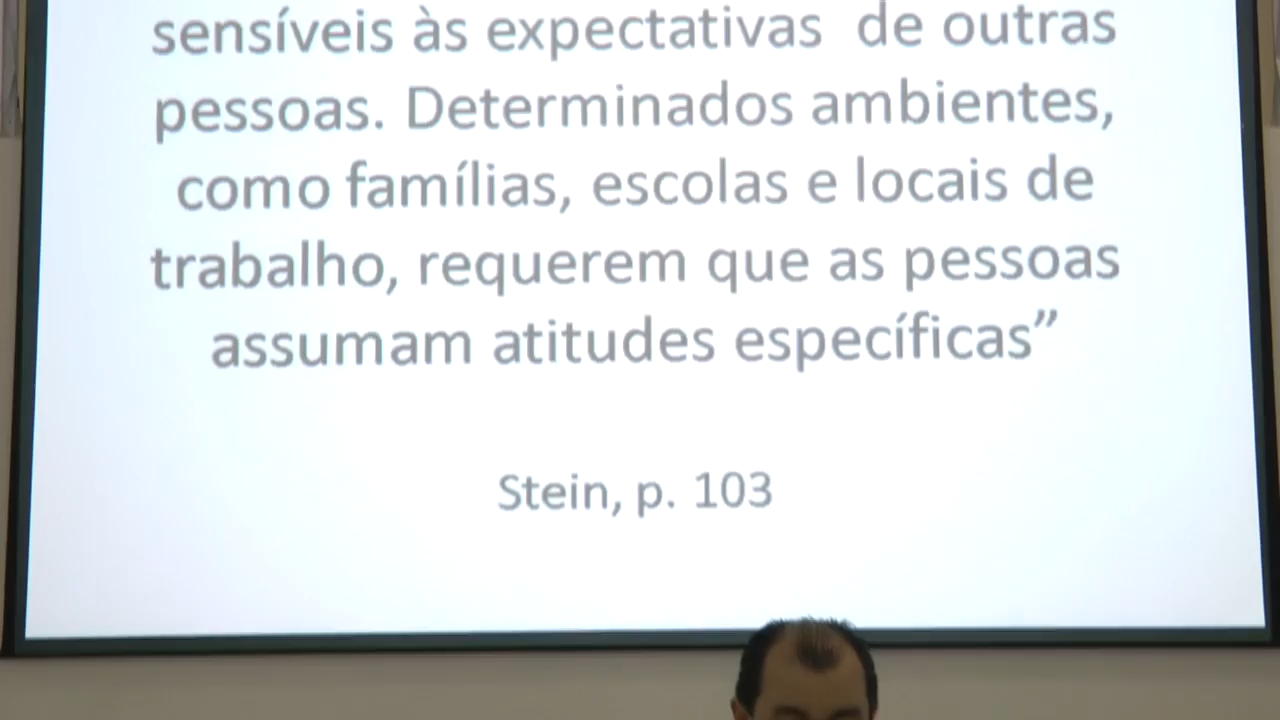 sensíveis às expectativas de outras
pessoas. Determinados ambientes,
como famílias, escolas e locais de
trabalho, requerem que as pessoas
assumam atitudes específicas”
Stein, p. 103